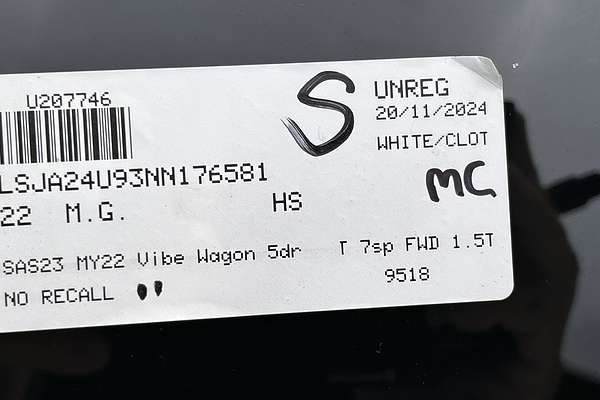 U207746
S
UNREG
20/11/2024
WHITE/CLOT
LSJA24U93NN176581
MC
22 M.G.
HS
SAS23 MY22 Vibe Wagon 5dr T 7sp FWD 1.5T
9518
NO RECALL